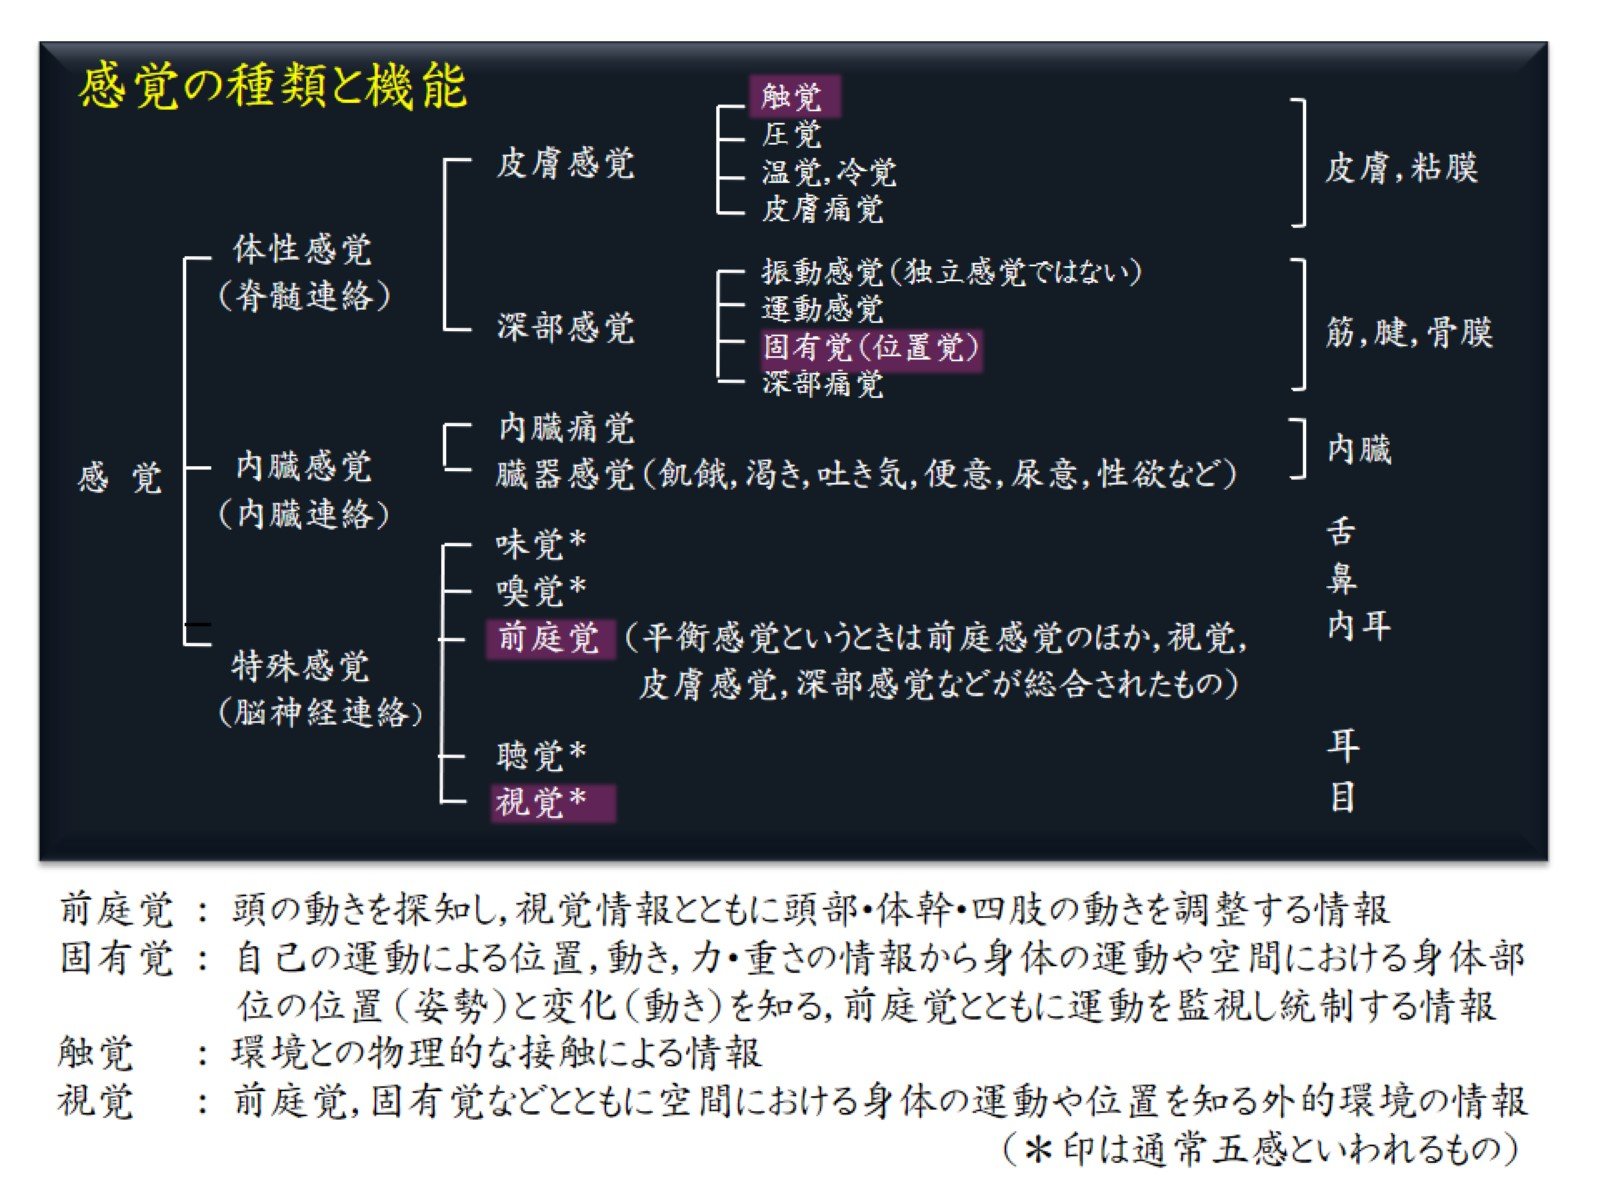 感覚の種類と機能
触覚
圧覚
温覚,冷覚
皮膚痛覚
皮膚感覚
皮膚,粘膜
体性感覚
(脊髄連絡)
振動感覚(独立感覚ではない)
運動感覚
固有覚(位置覚)
深部痛覚
深部感覚
筋,腱,骨膜
感 覚
内臓感覚
(内臓連絡)
内臓痛覚
臓器感覚(飢餓,渇き,吐き気,便意,尿意,性欲など)
内臓
特殊感覚
(脳神経連絡)
味覚* 舌
嗅覚* 鼻
前庭覚 (平衡感覚というときは前庭感覚のほか,視覚, 内耳
皮膚感覚,深部感覚などが総合されたもの)
聴覚* 耳
視覚* 目
前庭覚 : 頭の動きを探知し,視覚情報とともに頭部・体幹・四肢の動きを調整する情報
固有覚 : 自己の運動による位置,動き,力・重さの情報から身体の運動や空間における身体部
位の位置(姿勢)と変化(動き)を知る,前庭覚とともに運動を監視し統制する情報
触覚 : 環境との物理的な接触による情報
視覚 : 前庭覚,固有覚などとともに空間における身体の運動や位置を知る外的環境の情報
(*印は通常五感といわれるもの)